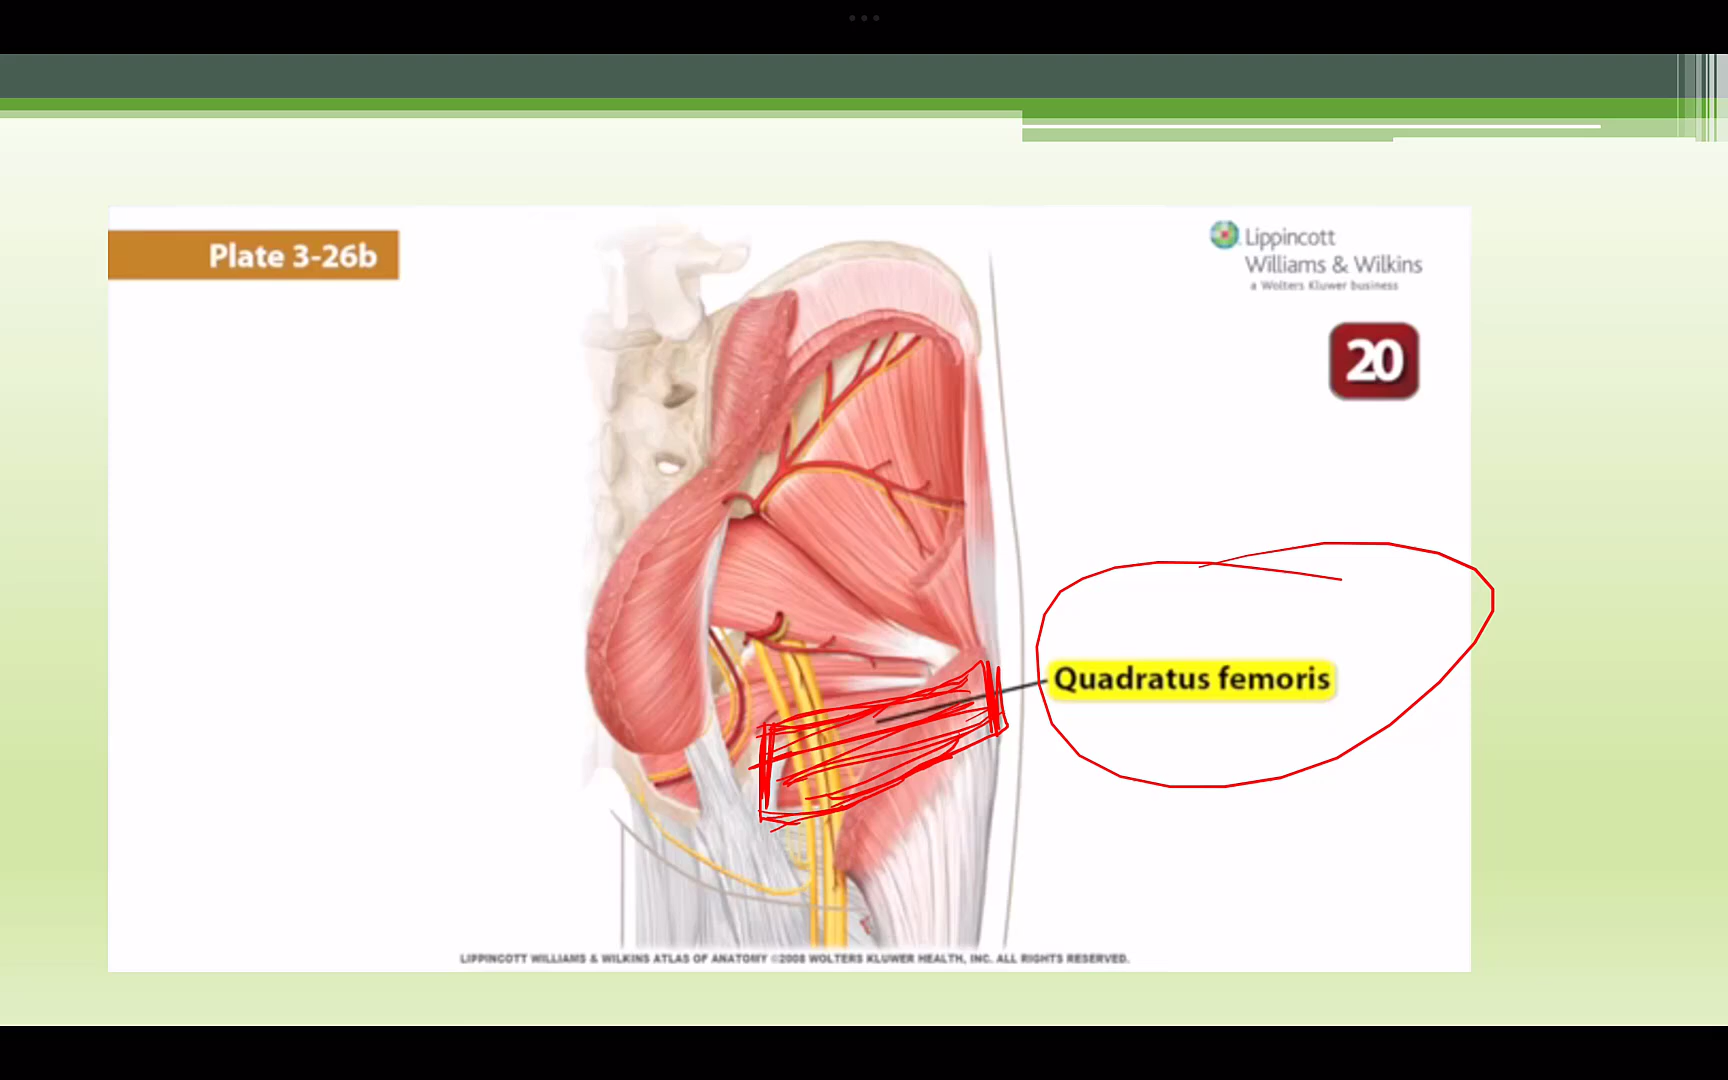 Plate 3-26b
Lippincott
Williams & Wilkins
a Wolters Kluwer business
20
Quadratus femoris
LIPPINCOTT WILLIAMS & WILKINS ATLAS OF ANATOMY ©2008 WOLTERS KLUWER HEALTH, INC. ALL RIGHTS RESERVED.